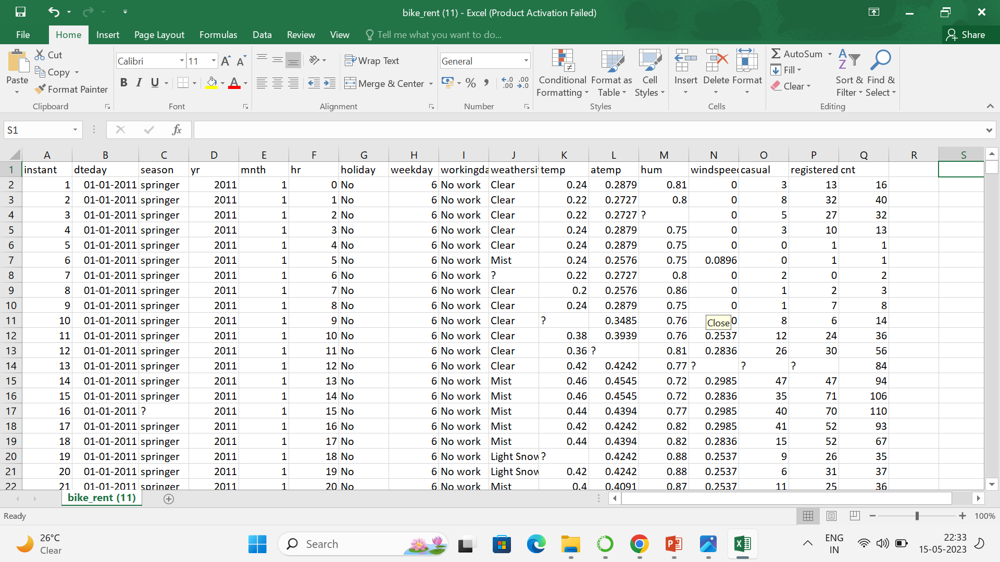 bike_rent (11) - Excel (Product Activation Failed)
File Home Insert Page Layout Formulas Data Review View Tell me what you want to do... Share
Paste
Cut
Copy
Format Painter
Clipboard
Calibri 11
B I U
Font
Wrap Text
Merge & Center
Alignment
General
Number
Conditional Formatting
Format as Table
Cell Styles
Styles
Insert Delete Format
Cells
AutoSum
Fill
Clear
Sort & Filter
Find & Select
Editing
S1 fx
A B C D E F G H I J K L M N O P Q R S
1 instant dteday season yr mnth hr holiday weekday workingda weathersi temp atemp hum windspeed casual registered cnt
2 1 01-01-2011 springer 2011 1 0 No 6 No work Clear 0.24 0.2879 0.81 0 3 13 16
3 2 01-01-2011 springer 2011 1 1 No 6 No work Clear 0.22 0.2727 0.8 0 8 32 40
4 3 01-01-2011 springer 2011 1 2 No 6 No work Clear 0.22 0.2727 ? 0 5 27 32
5 4 01-01-2011 springer 2011 1 3 No 6 No work Clear 0.24 0.2879 0.75 0 3 10 13
6 5 01-01-2011 springer 2011 1 4 No 6 No work Clear 0.24 0.2879 0.75 0 0 1 1
7 6 01-01-2011 springer 2011 1 5 No 6 No work Mist 0.24 0.2576 0.75 0.0896 0 1 1
8 7 01-01-2011 springer 2011 1 6 No 6 No work ? 0.22 0.2727 0.8 0 2 0 2
9 8 01-01-2011 springer 2011 1 7 No 6 No work Clear 0.2 0.2576 0.86 0 1 2 3
10 9 01-01-2011 springer 2011 1 8 No 6 No work Clear 0.24 0.2879 0.75 0 1 7 8
11 10 01-01-2011 springer 2011 1 9 No 6 No work Clear ? 0.3485 0.76 Close 0 8 6 14
12 11 01-01-2011 springer 2011 1 10 No 6 No work Clear 0.38 0.3939 0.76 0.2537 12 24 36
13 12 01-01-2011 springer 2011 1 11 No 6 No work Clear 0.36 ? 0.81 0.2836 26 30 56
14 13 01-01-2011 springer 2011 1 12 No 6 No work Clear 0.42 0.4242 0.77 ? ? ? 84
15 14 01-01-2011 springer 2011 1 13 No 6 No work Mist 0.46 0.4545 0.72 0.2985 47 47 94
16 15 01-01-2011 springer 2011 1 14 No 6 No work Mist 0.46 0.4545 0.72 0.2836 35 71 106
17 16 01-01-2011 ? 2011 1 15 No 6 No work Mist 0.44 0.4394 0.77 0.2985 40 70 110
18 17 01-01-2011 springer 2011 1 16 No 6 No work Mist 0.42 0.4242 0.82 0.2985 41 52 93
19 18 01-01-2011 springer 2011 1 17 No 6 No work Mist 0.44 0.4394 0.82 0.2836 15 52 67
20 19 01-01-2011 springer 2011 1 18 No 6 No work Light Snow ? 0.4242 0.88 0.2537 9 26 35
21 20 01-01-2011 springer 2011 1 19 No 6 No work Light Snow 0.42 0.4242 0.88 0.2537 6 31 37
22 21 01-01-2011 springer 2011 1 20 No 6 No work Mist 0.4 0.4091 0.87 0.2537 11 25 36
bike_rent (11)
Ready 100%
26°C
Clear
Search
ENG
IN
22:33
15-05-2023